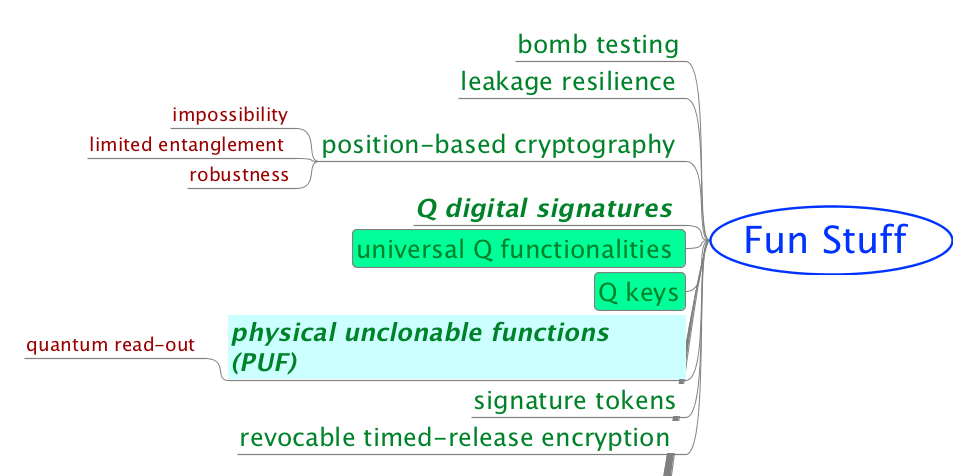 bomb testing
leakage resilience
impossibility
limited entanglement
robustness
position-based cryptography
Q digital signatures
universal Q functionalities
Q keys
Fun Stuff
physical unclonable functions
(PUF)
quantum read-out
signature tokens
revocable timed-release encryption